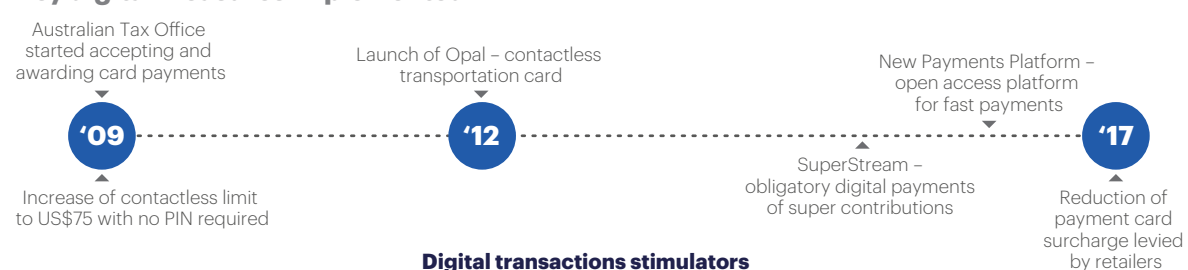 Australian Tax Office
started accepting and
awarding card payments
Launch of Opal – contactless
transportation card
New Payments Platform –
open access platform
for fast payments
‘09
‘12
‘17
Increase of contactless limit
to US$75 with no PIN required
SuperStream –
obligatory digital payments
of super contributions
Reduction of
payment card
surcharge levied
by retailers
Digital transactions stimulators